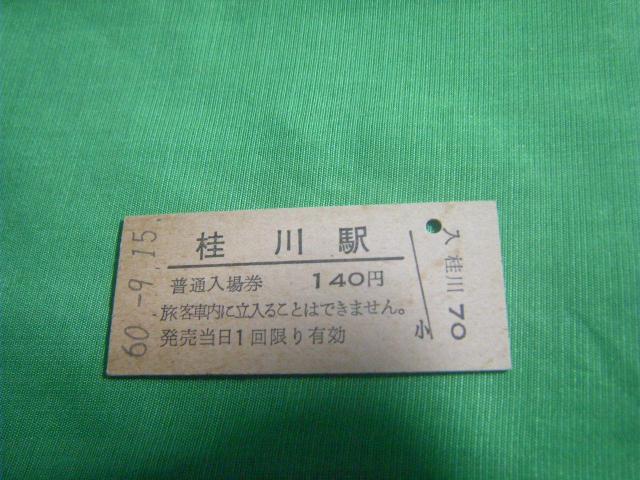 60-9.15
桂川駅
普通入場券 140円
旅客車内に立入ることはできません。
発売当日1回限り有効
小
入 桂川 70